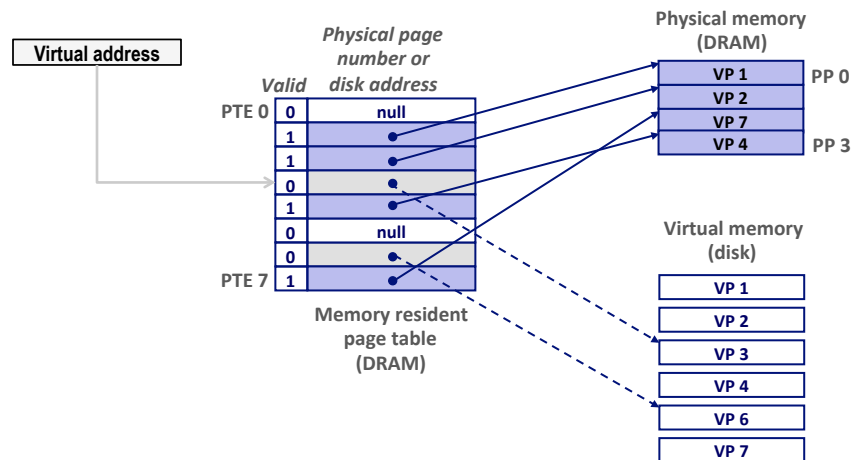 Virtual address
Physical page
number or
disk address
Valid
PTE 0
0
null
1
1
0
1
0
null
0
PTE 7
1
Memory resident
page table
(DRAM)
Physical memory
(DRAM)
VP 1
PP 0
VP 2
VP 7
VP 4
PP 3
Virtual memory
(disk)
VP 1
VP 2
VP 3
VP 4
VP 6
VP 7